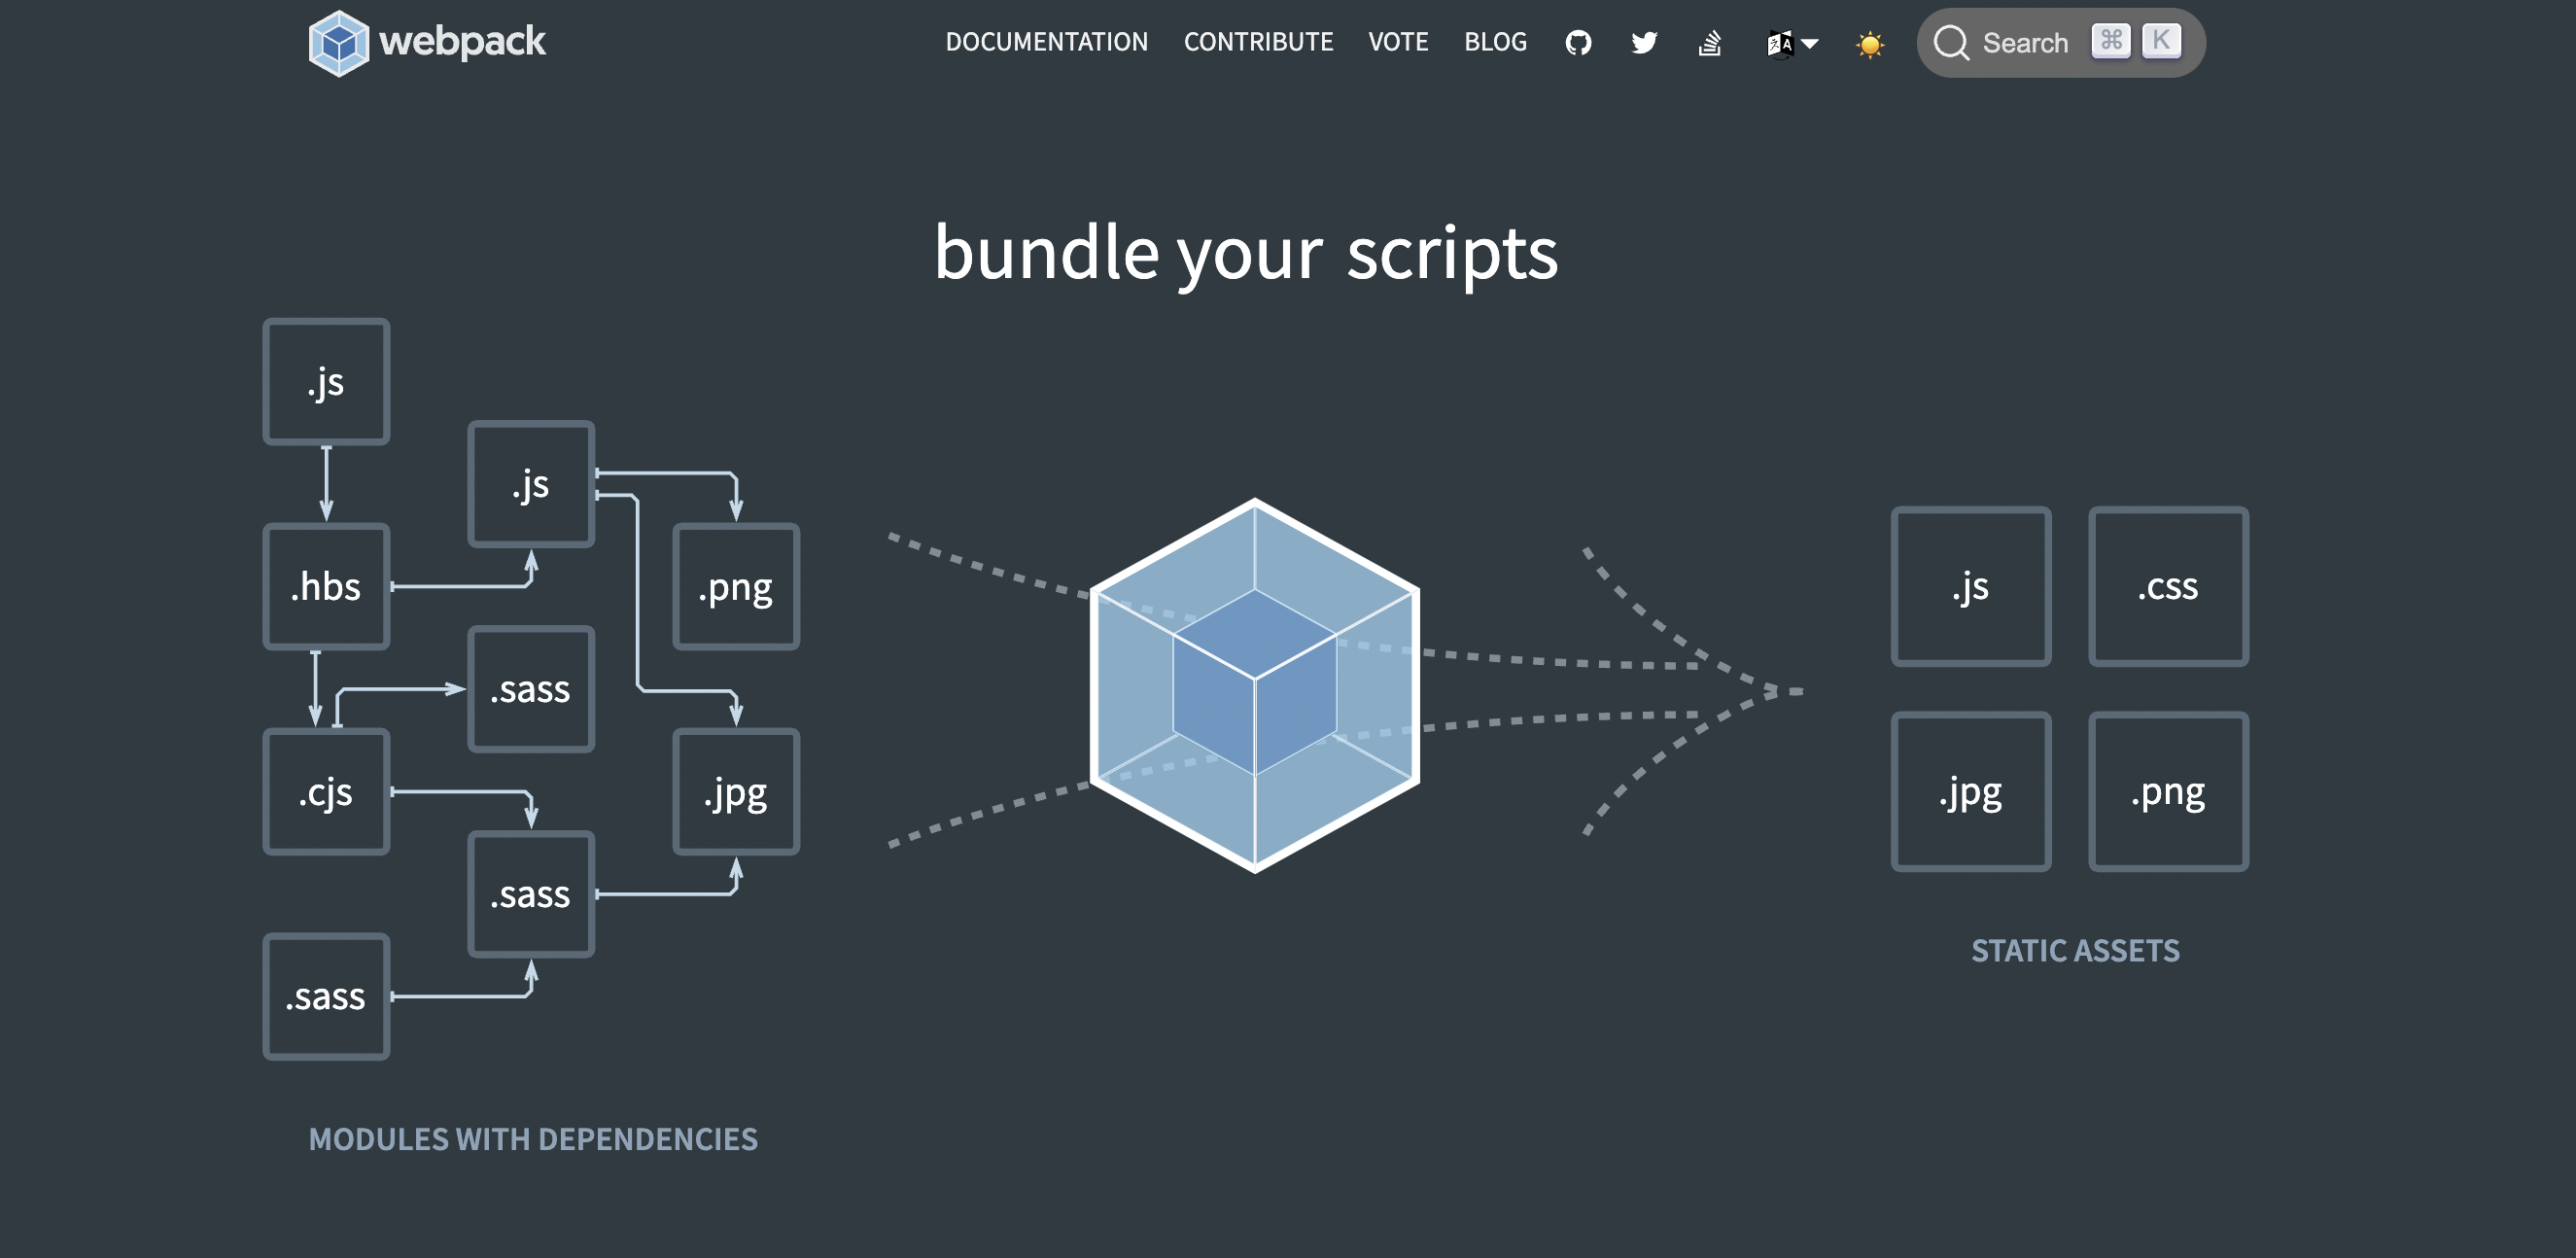 webpack
DOCUMENTATION CONTRIBUTE VOTE BLOG Search ⌘ K
bundle your scripts
.js
.js
.hbs
.png
.sass
.cjs
.jpg
.sass
.sass
MODULES WITH DEPENDENCIES
.js .css
.jpg .png
STATIC ASSETS